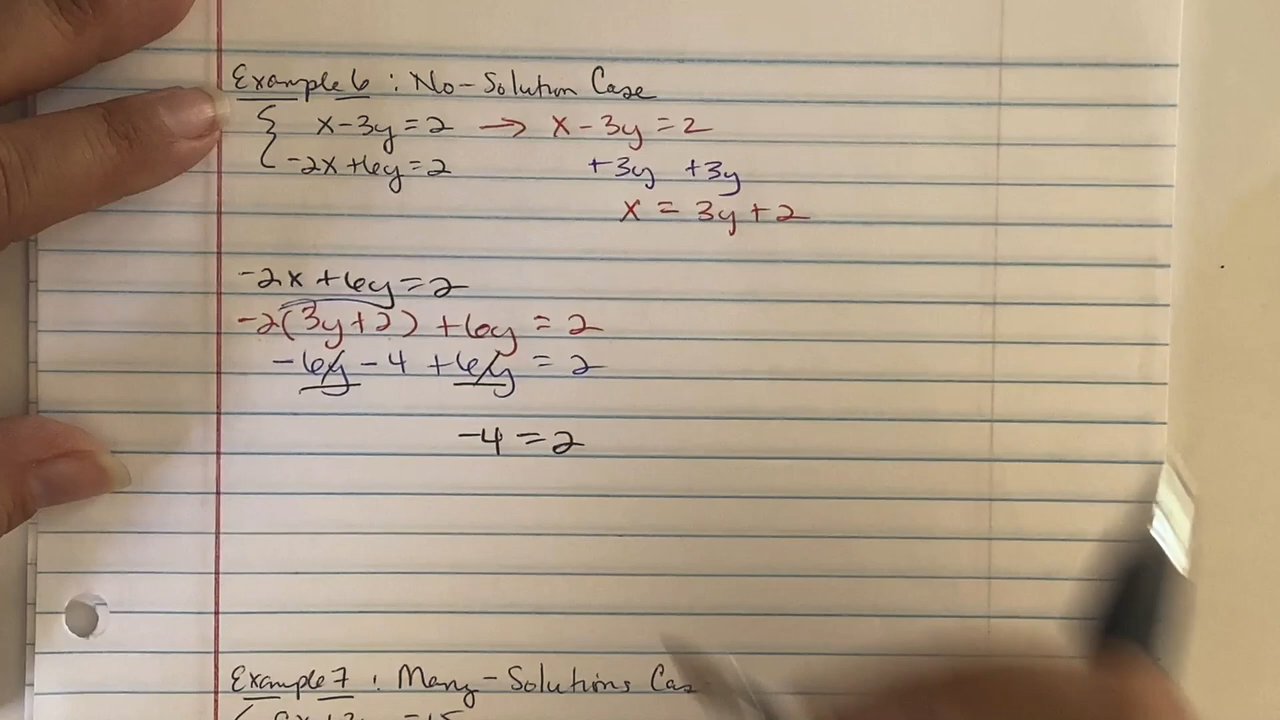 Example 6 : No-Solution Case
x-3y=2 → x-3y=2
-2x+6y=2 +3y +3y
x = 3y+2
-2x+6y=2
-2(3y+2) +6y = 2
-6y-4 +6y = 2
-4=2
Example 7 : Many-Solutions Cas